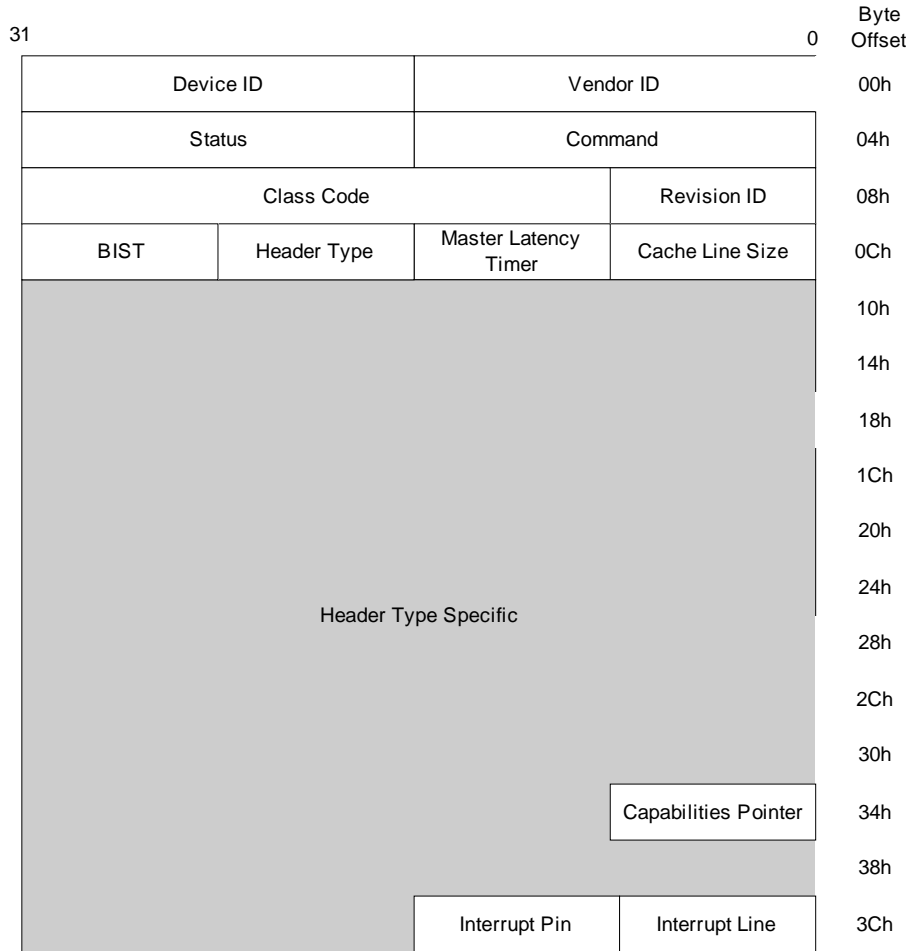 Byte
31 0 Offset
Device ID Vendor ID 00h
Status Command 04h
Class Code Revision ID 08h
BIST Header Type Master Latency Timer Cache Line Size 0Ch
10h
14h
18h
1Ch
20h
24h
Header Type Specific
28h
2Ch
30h
Capabilities Pointer 34h
38h
Interrupt Pin Interrupt Line 3Ch